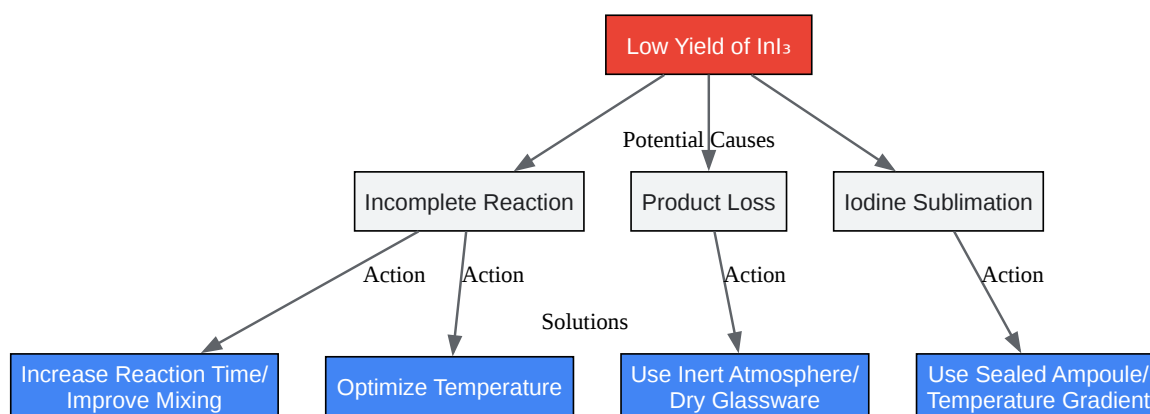 Low Yield of InI₃
Potential Causes
Incomplete Reaction
Product Loss
Iodine Sublimation
Action
Action
Action
Action
Solutions
Increase Reaction Time/
Improve Mixing
Optimize Temperature
Use Inert Atmosphere/
Dry Glassware
Use Sealed Ampoule/
Temperature Gradient